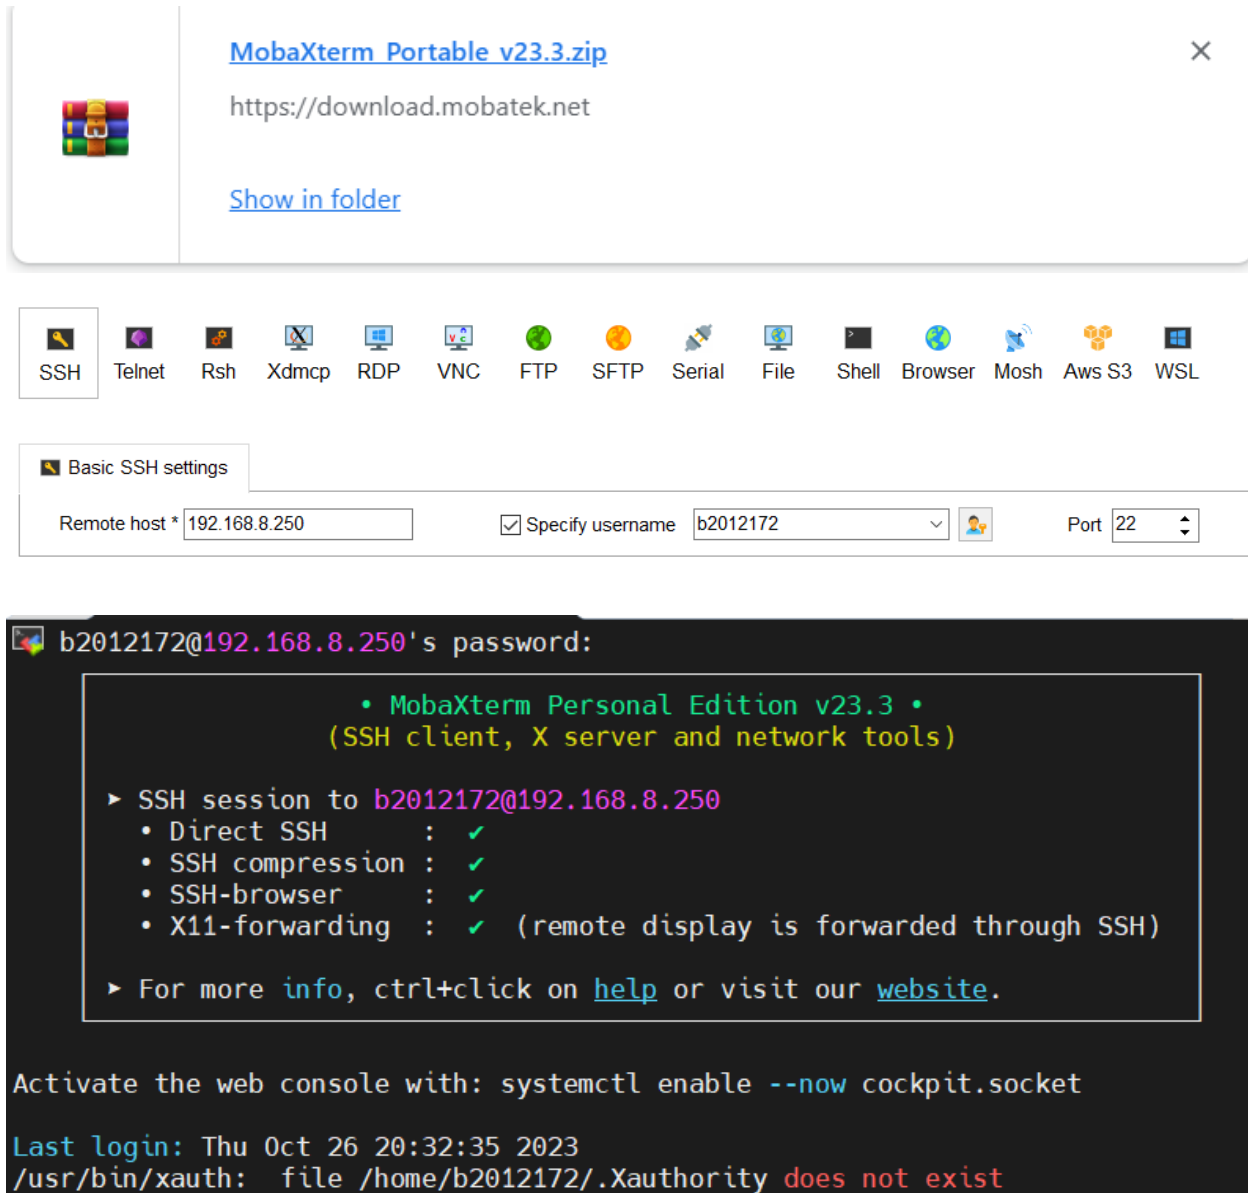 MobaXterm Portable v23.3.zip
https://download.mobatek.net
Show in folder
SSH Telnet Rsh Xdmcp RDP VNC FTP SFTP Serial File Shell Browser Mosh Aws S3 WSL
Basic SSH settings
Remote host * 192.168.8.250 Specify username b2012172 Port 22
b2012172@192.168.8.250's password:
• MobaXterm Personal Edition v23.3 •
(SSH client, X server and network tools)
➤ SSH session to b2012172@192.168.8.250
• Direct SSH : ✔
• SSH compression : ✔
• SSH-browser : ✔
• X11-forwarding : ✔ (remote display is forwarded through SSH)
➤ For more info, ctrl+click on help or visit our website.
Activate the web console with: systemctl enable --now cockpit.socket
Last login: Thu Oct 26 20:32:35 2023
/usr/bin/xauth: file /home/b2012172/.Xauthority does not exist